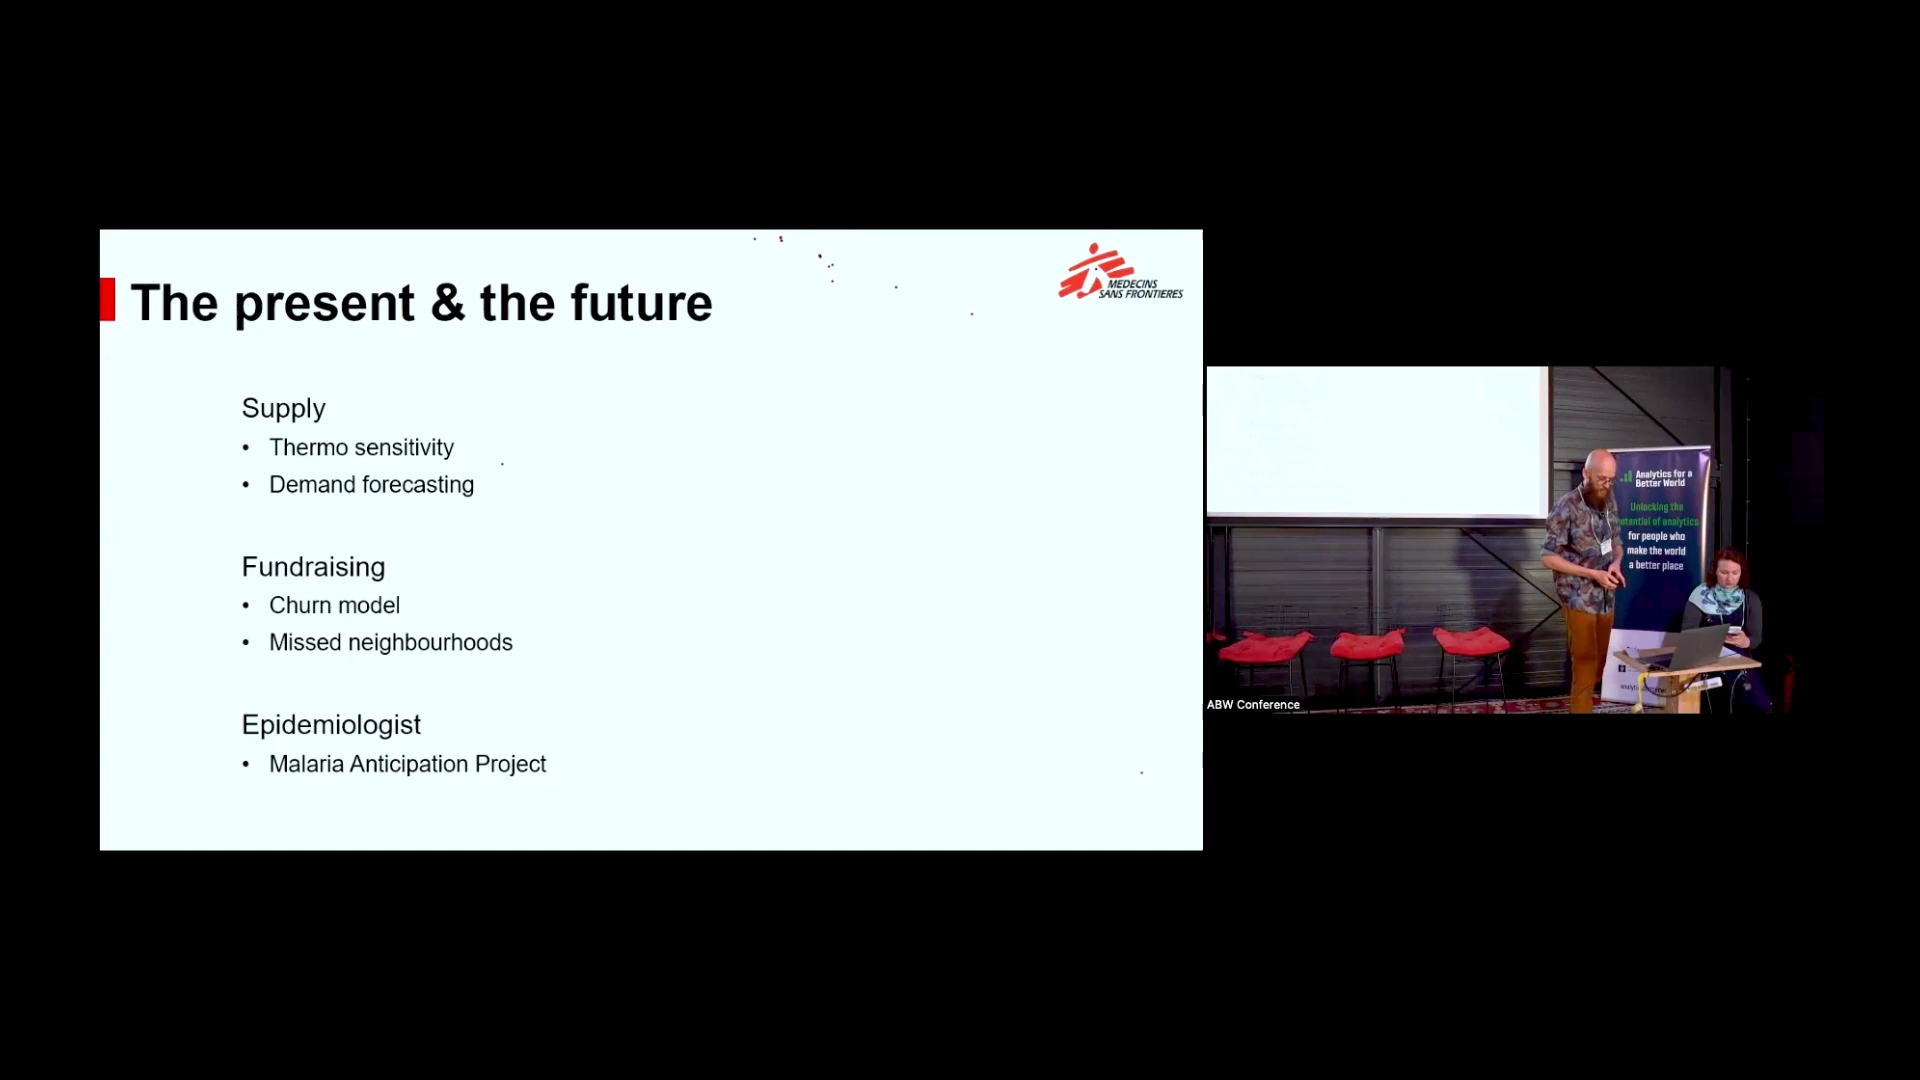 The present & the future
MEDECINS
SANS FRONTIERES
Supply
• Thermo sensitivity
• Demand forecasting
Fundraising
• Churn model
• Missed neighbourhoods
Epidemiologist
• Malaria Anticipation Project
Analytics for a
Better World
Unlocking the
potential of analytics
for people who
make the world
a better place
ABW Conference